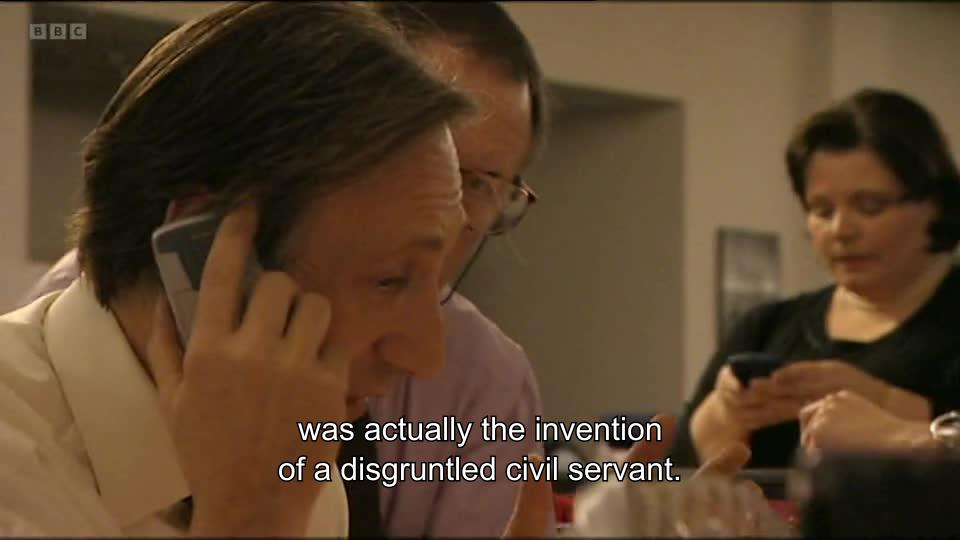 BBC
was actually the invention
of a disgruntled civil servant.